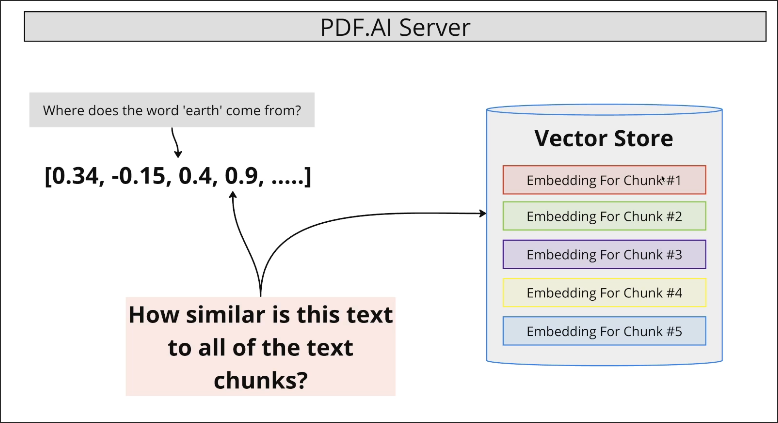 PDF.AI Server
Where does the word 'earth' come from?
[0.34, -0.15, 0.4, 0.9, .....]
How similar is this text
to all of the text
chunks?
Vector Store
Embedding For Chunk #1
Embedding For Chunk #2
Embedding For Chunk #3
Embedding For Chunk #4
Embedding For Chunk #5